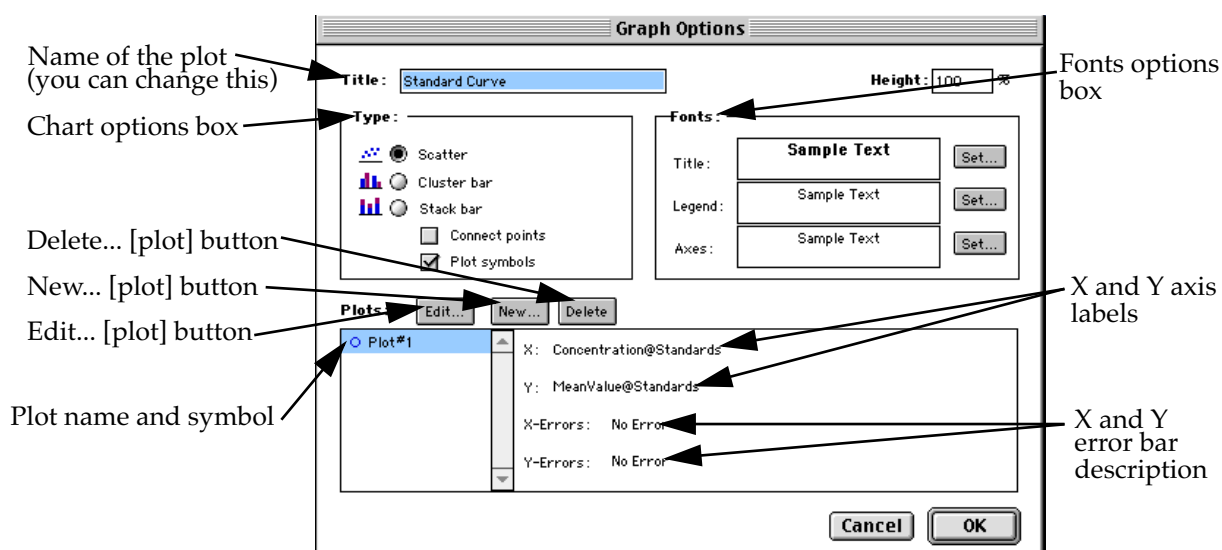 Graph Options
Name of the plot
(you can change this)
Title: Standard Curve
Height: 100 %
Fonts options
box
Chart options box
Type:
Scatter
Cluster bar
Stack bar
Connect points
Plot symbols
Fonts:
Title: Sample Text Set...
Legend: Sample Text Set...
Axes: Sample Text Set...
Delete... [plot] button
New... [plot] button
Edit... [plot] button
Plots: Edit... New... Delete
X and Y axis
labels
Plot name and symbol
Plot#1
X: Concentration@Standards
Y: MeanValue@Standards
X-Errors: No Error
Y-Errors: No Error
X and Y
error bar
description
Cancel OK